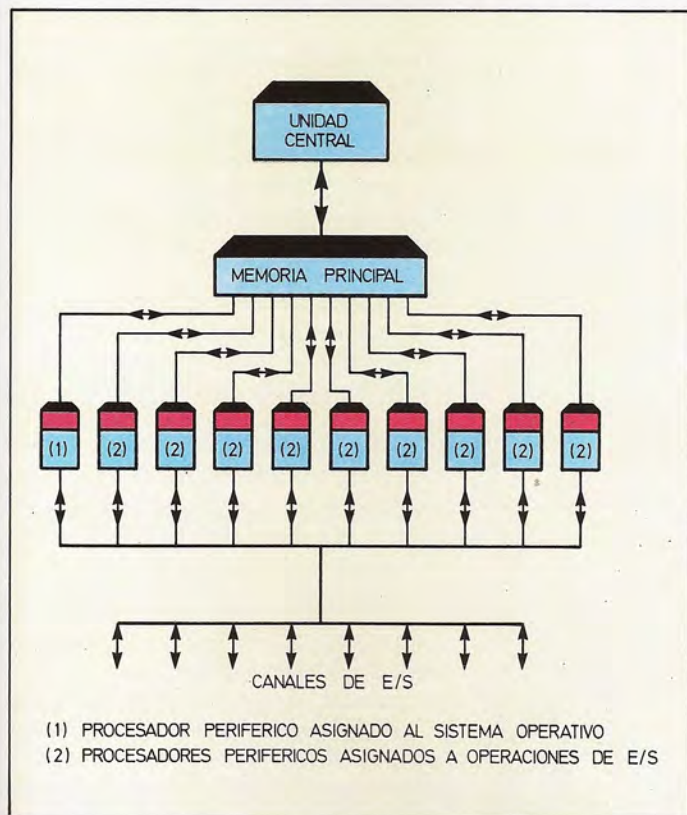 UNIDAD
CENTRAL
MEMORIA PRINCIPAL
(1) (2) (2) (2) (2) (2) (2) (2) (2) (2)
CANALES DE E/S
(1) PROCESADOR PERIFERICO ASIGNADO AL SISTEMA OPERATIVO
(2) PROCESADORES PERIFERICOS ASIGNADOS A OPERACIONES DE E/S